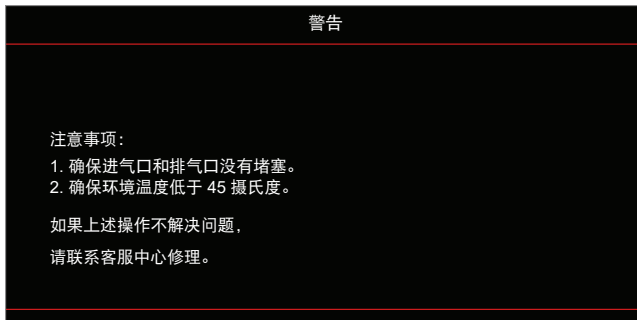 警告
注意事项：
1. 确保进气口和排气口没有堵塞。
2. 确保环境温度低于 45 摄氏度。
如果上述操作不解决问题，
请联系客服中心修理。